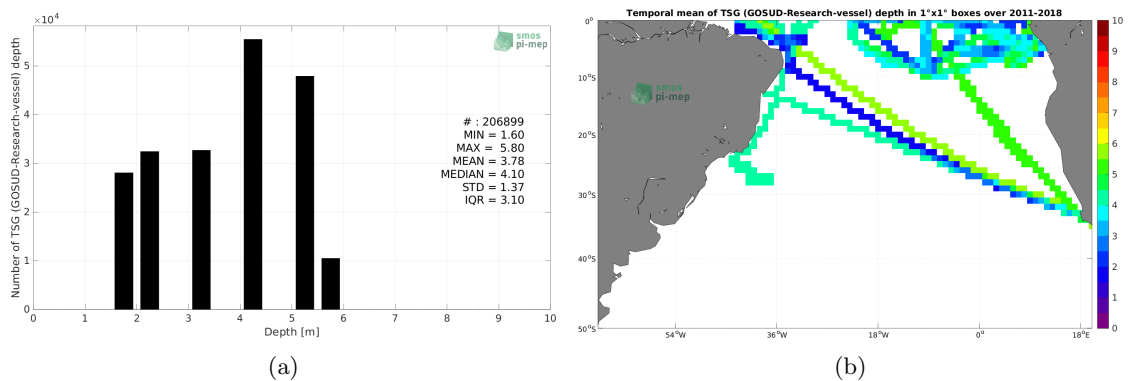 ×10⁴
5
4
3
2
1
0
Number of TSG (GOSUD-Research-vessel) depth
smos
pi-mep
# : 206899
MIN = 1.60
MAX = 5.80
MEAN = 3.78
MEDIAN = 4.10
STD = 1.37
IQR = 3.10
0 1 2 3 4 5 6 7 8 9 10
Depth [m]
(a)
Temporal mean of TSG (GOSUD-Research-vessel) depth in 1°x1° boxes over 2011-2018
0°
10°S
20°S
30°S
40°S
50°S
smos
pi-mep
54°W 36°W 18°W 0° 18°E
10
9
8
7
6
5
4
3
2
1
0
(b)